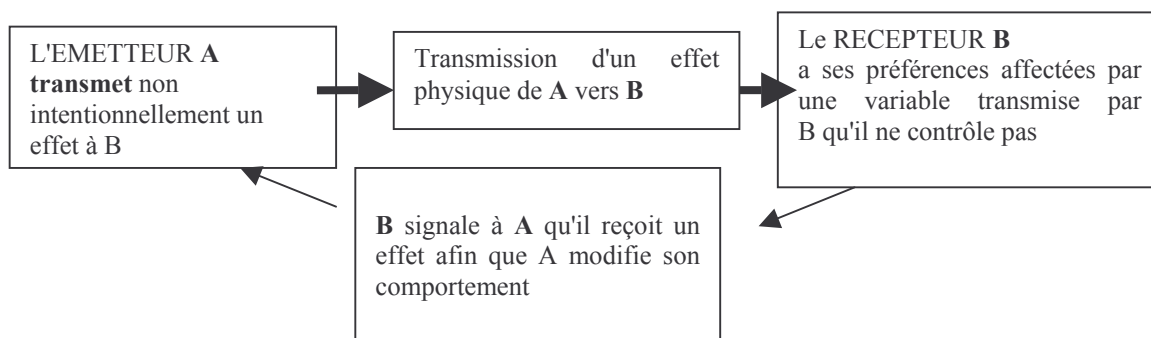 L'EMETTEUR A
transmet non
intentionnellement un
effet à B
Transmission d'un effet
physique de A vers B
Le RECEPTEUR B
a ses préférences affectées par
une variable transmise par
B qu'il ne contrôle pas
B signale à A qu'il reçoit un
effet afin que A modifie son
comportement